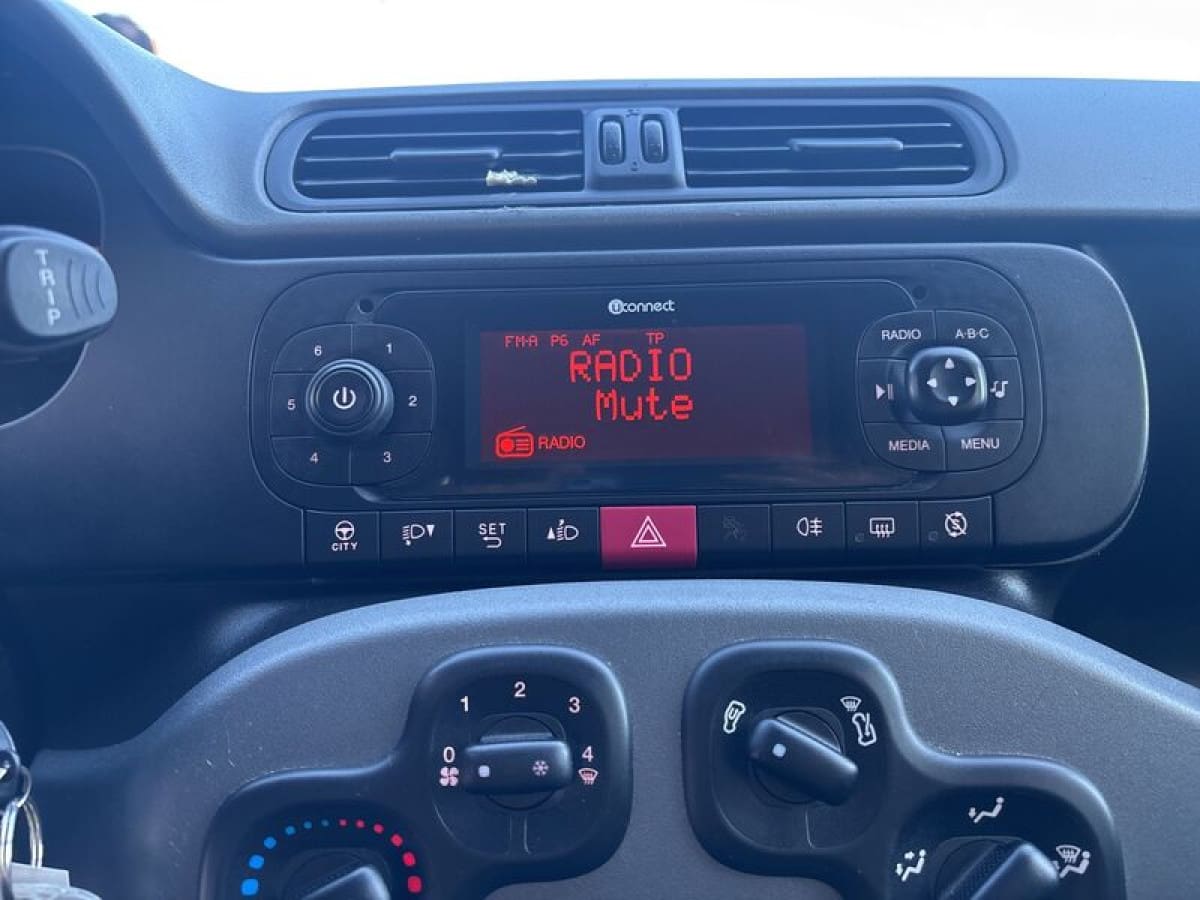 TRIP
uconnect
FM-A P6 AF TP
RADIO
Mute
RADIO
6 1
5 2
4 3
RADIO A·B·C
MEDIA MENU
CITY
SET
1 2 3
0 4